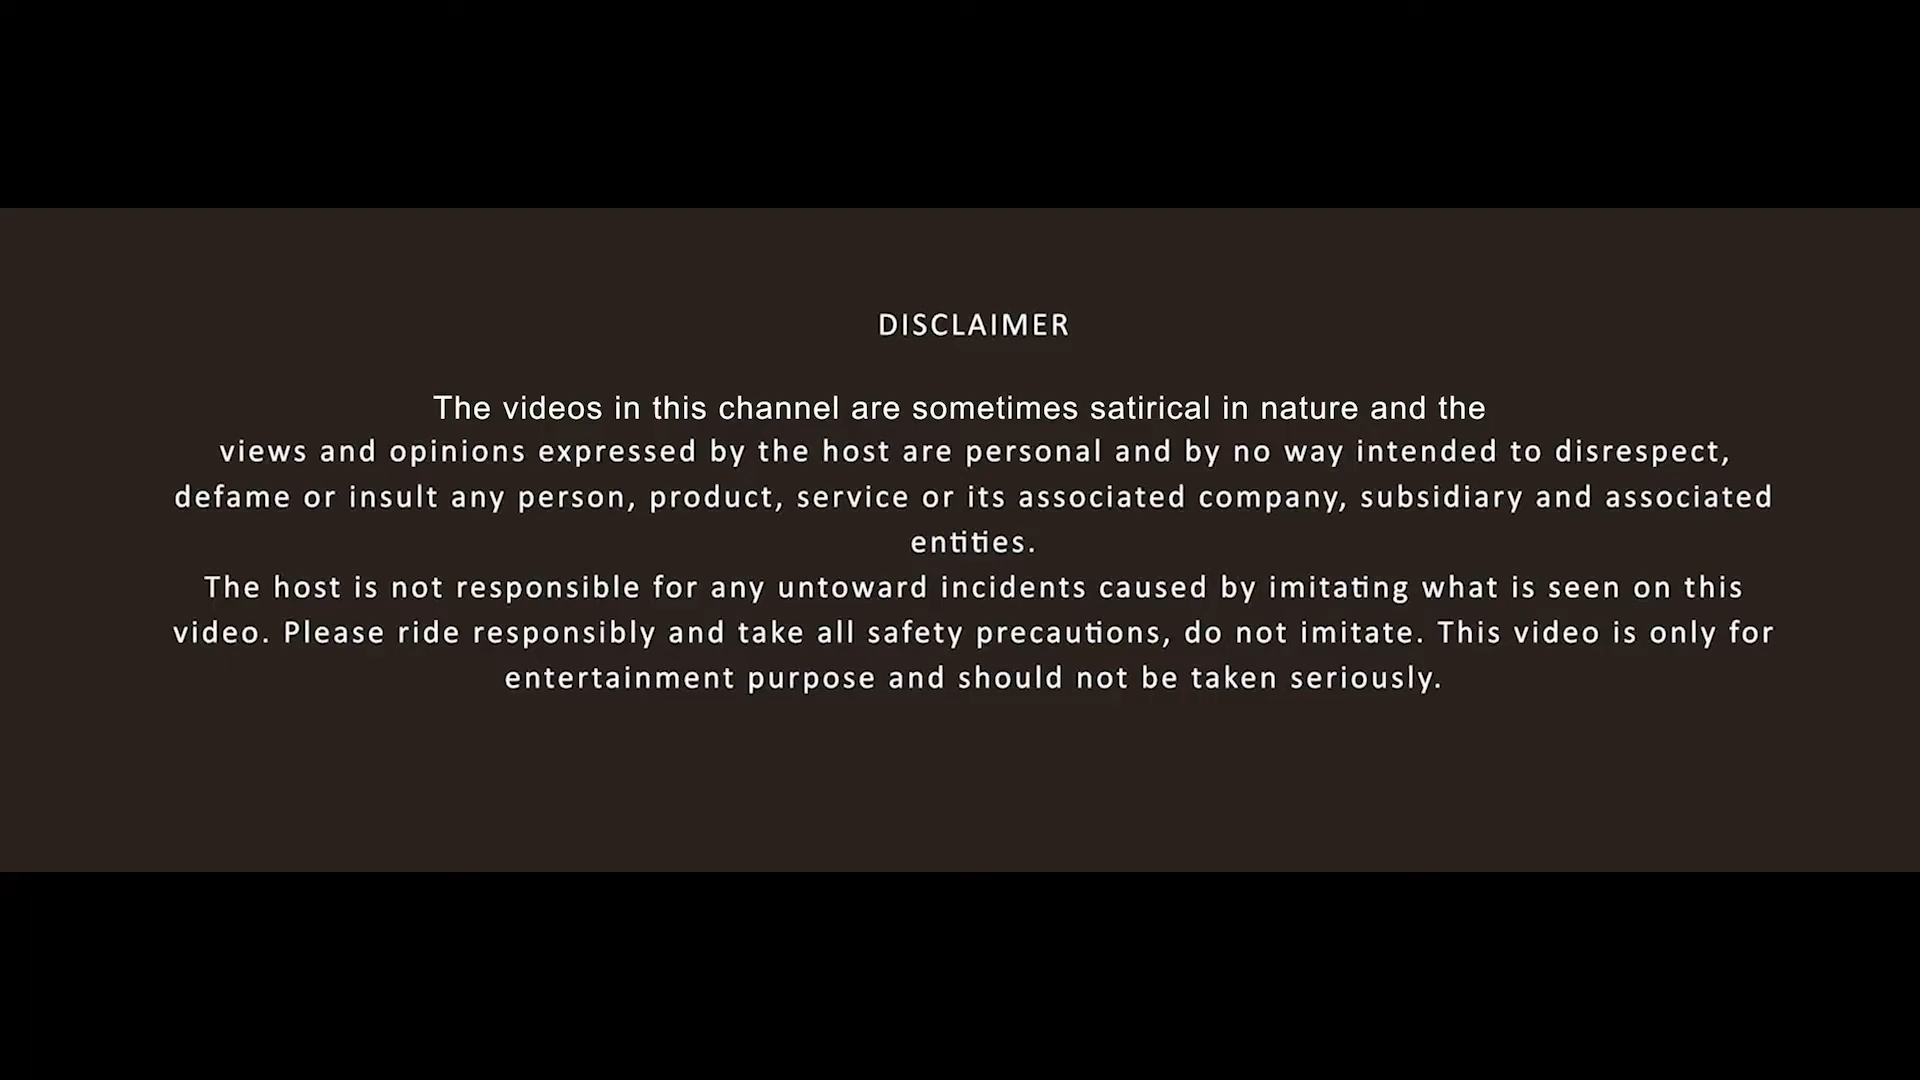 DISCLAIMER
The videos in this channel are sometimes satirical in nature and the
views and opinions expressed by the host are personal and by no way intended to disrespect,
defame or insult any person, product, service or its associated company, subsidiary and associated
entities.
The host is not responsible for any untoward incidents caused by imitating what is seen on this
video. Please ride responsibly and take all safety precautions, do not imitate. This video is only for
entertainment purpose and should not be taken seriously.